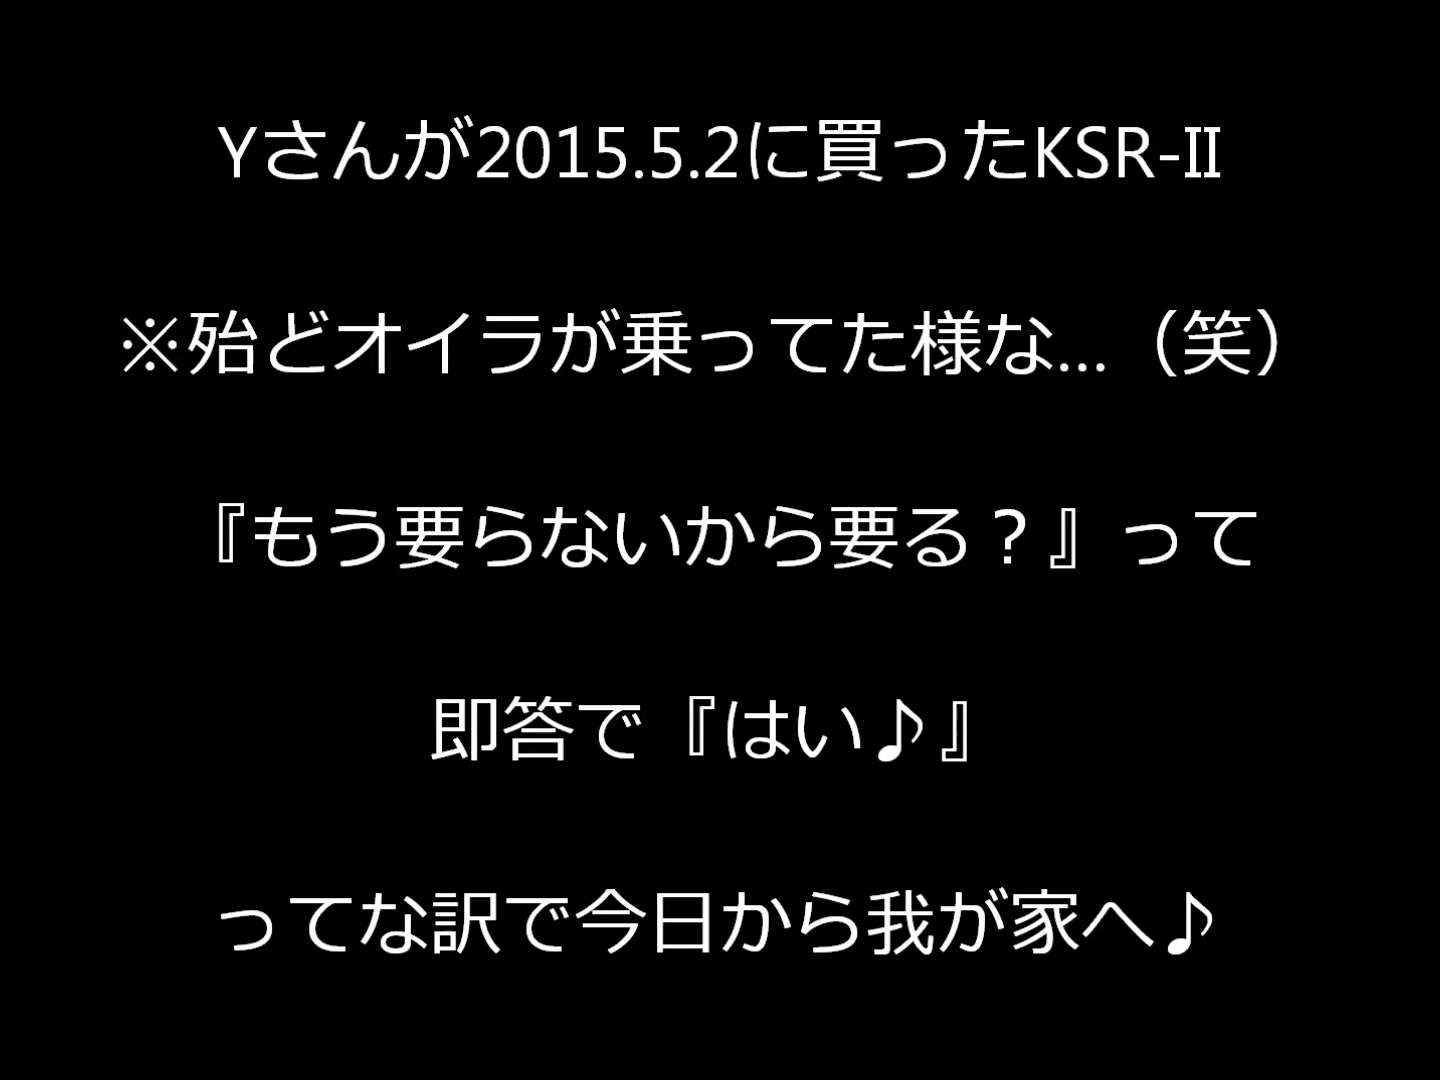 Yさんが2015.5.2に買ったKSR-Ⅱ
※殆どオイラが乗ってた様な…（笑）
『もう要らないから要る？』って
即答で『はい♪』
ってな訳で今日から我が家へ♪